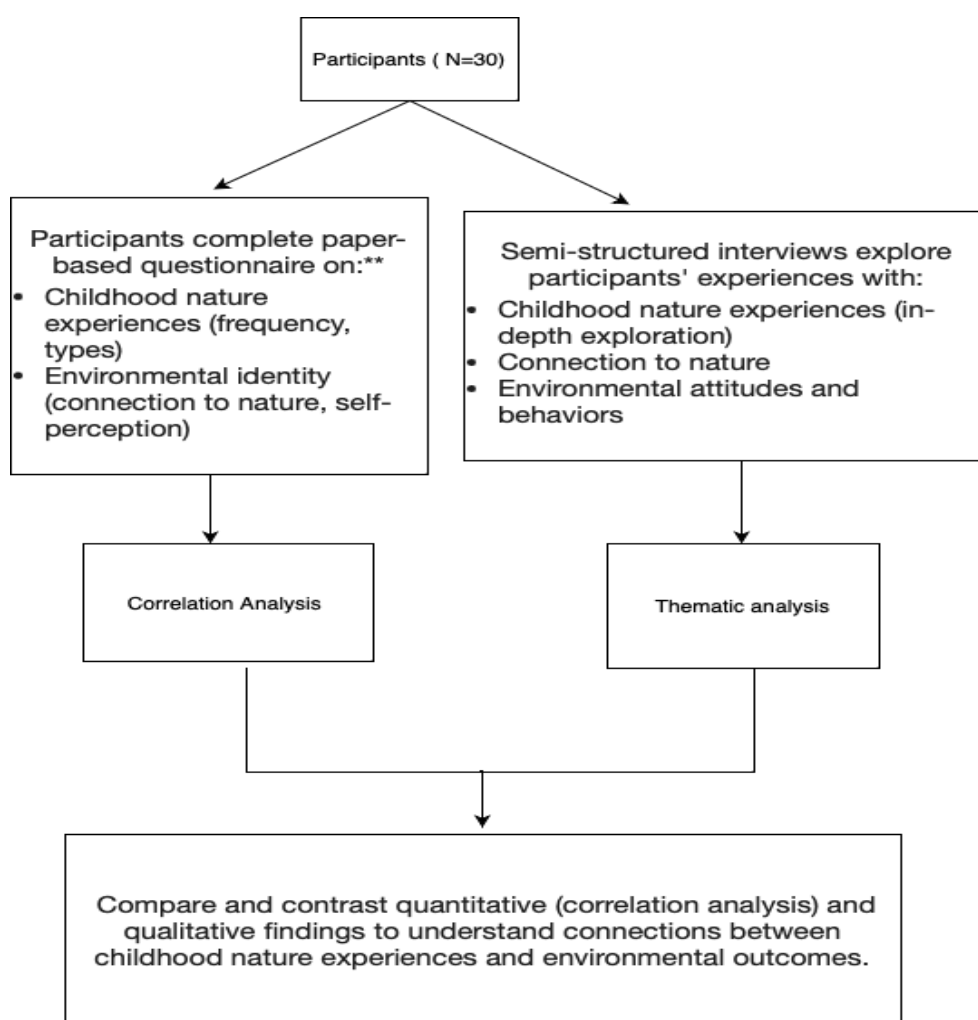 Participants ( N=30)
Participants complete paper-
based questionnaire on:**
• Childhood nature
experiences (frequency,
types)
• Environmental identity
(connection to nature, self-
perception)
Semi-structured interviews explore
participants' experiences with:
• Childhood nature experiences (in-
depth exploration)
• Connection to nature
• Environmental attitudes and
behaviors
Correlation Analysis
Thematic analysis
Compare and contrast quantitative (correlation analysis) and
qualitative findings to understand connections between
childhood nature experiences and environmental outcomes.